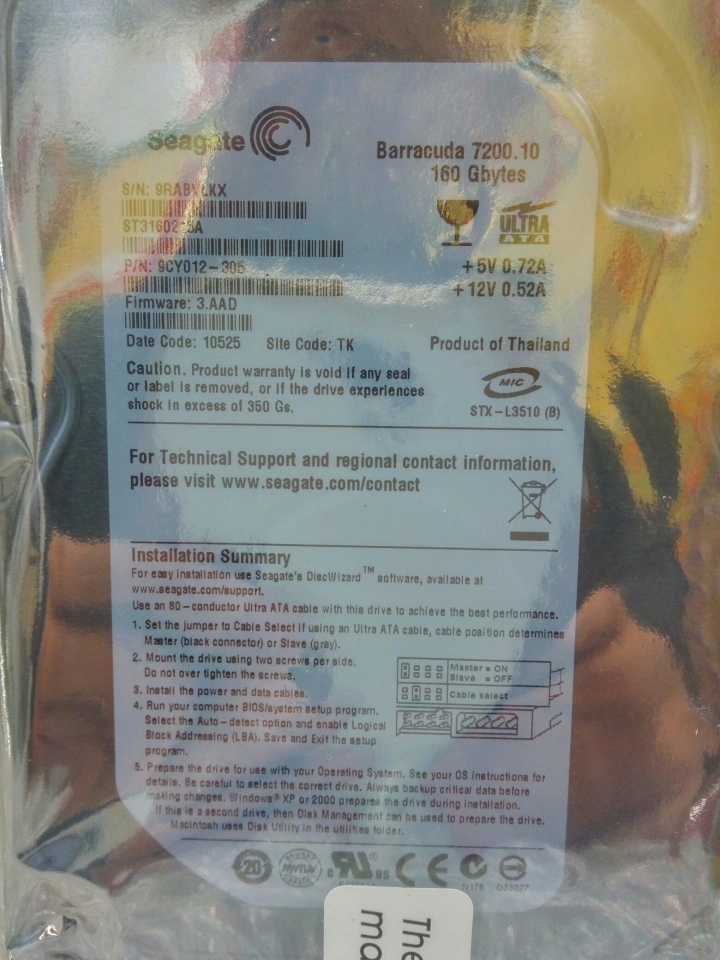 Seagate
Barracuda 7200.10
160 Gbytes
S/N:
ULTRA
ATA
P/N: 9CY012-305
+5V 0.72A
+12V 0.52A
Firmware: 3.AAD
Date Code: 10525 Site Code: TK Product of Thailand
Caution. Product warranty is void if any seal
or label is removed, or if the drive experiences
shock in excess of 350 Gs.
MIC
STX-L3510 (B)
For Technical Support and regional contact information,
please visit www.seagate.com/contact
Installation Summary
For easy installation use Seagate's DiscWizard™ software, available at
www.seagate.com/support.
Use an 80-conductor Ultra ATA cable with this drive to achieve the best performance.
1. Set the jumper to Cable Select if using an Ultra ATA cable, cable position determines
Master (black connector) or Slave (gray).
2. Mount the drive using two screws per side.
Do not over tighten the screws.
3. Install the power and data cables.
4. Run your computer BIOS/system setup program.
Select the Auto-detect option and enable Logical
Block Addressing (LBA). Save and Exit the setup
program.
Master = ON
Slave = OFF
Cable select
5. Prepare the drive for use with your Operating System. See your OS instructions for
details. Be careful to select the correct drive. Always backup critical data before
making changes. Windows® XP or 2000 prepares the drive during installation.
If this is a second drive, then Disk Management can be used to prepare the drive.
Macintosh uses Disk Utility in the utilities folder.
20
c RU® US CE
N176
The